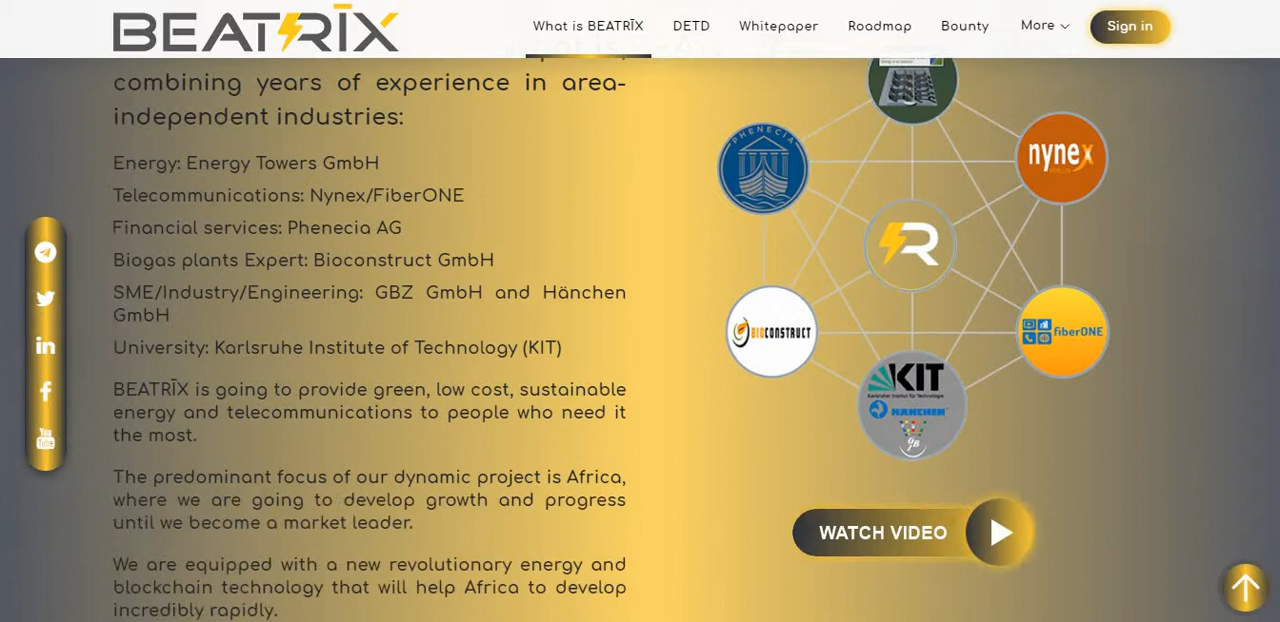 BEATRĪX
What is BEATRĪX DETD Whitepaper Roadmap Bounty More Sign in
combining years of experience in area-
independent industries:
Energy: Energy Towers GmbH
Telecommunications: Nynex/FiberONE
Financial services: Phenecia AG
Biogas plants Expert: Bioconstruct GmbH
SME/Industry/Engineering: GBZ GmbH and Hänchen
GmbH
University: Karlsruhe Institute of Technology (KIT)
BEATRĪX is going to provide green, low cost, sustainable
energy and telecommunications to people who need it
the most.
The predominant focus of our dynamic project is Africa,
where we are going to develop growth and progress
until we become a market leader.
We are equipped with a new revolutionary energy and
blockchain technology that will help Africa to develop
incredibly rapidly.
PHENECIA
nynex
R
BIOCONSTRUCT
fiberONE
KIT
Karlsruher Institut für Technologie
HÄNCHEN
WATCH VIDEO
You
Tube